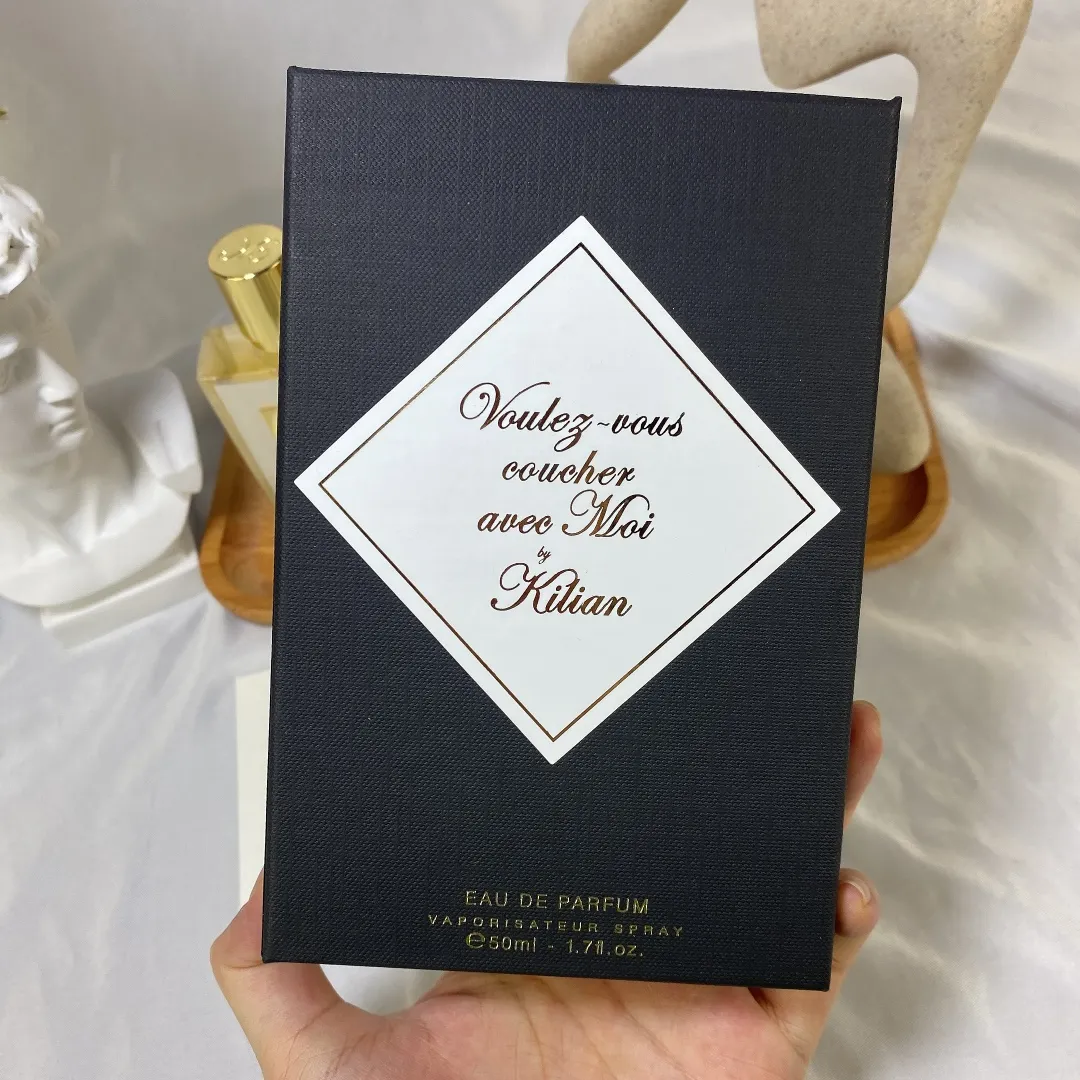 Voulez-vous
coucher
avec Moi
by
Kilian
EAU DE PARFUM
VAPORISATEUR SPRAY
℮50ml - 1.7fl.oz.